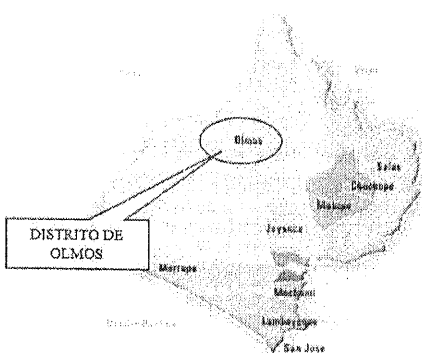 Olmos
Salas
Chochope
Motupe
Jayanca
DISTRITO DE
OLMOS
Morrope
Mochumi
Lambayeque
San Jose